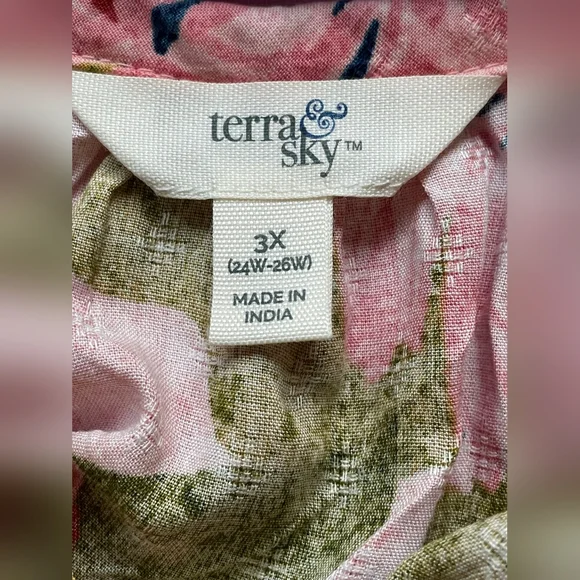 terra &
sky™
3X
(24W-26W)
MADE IN
INDIA